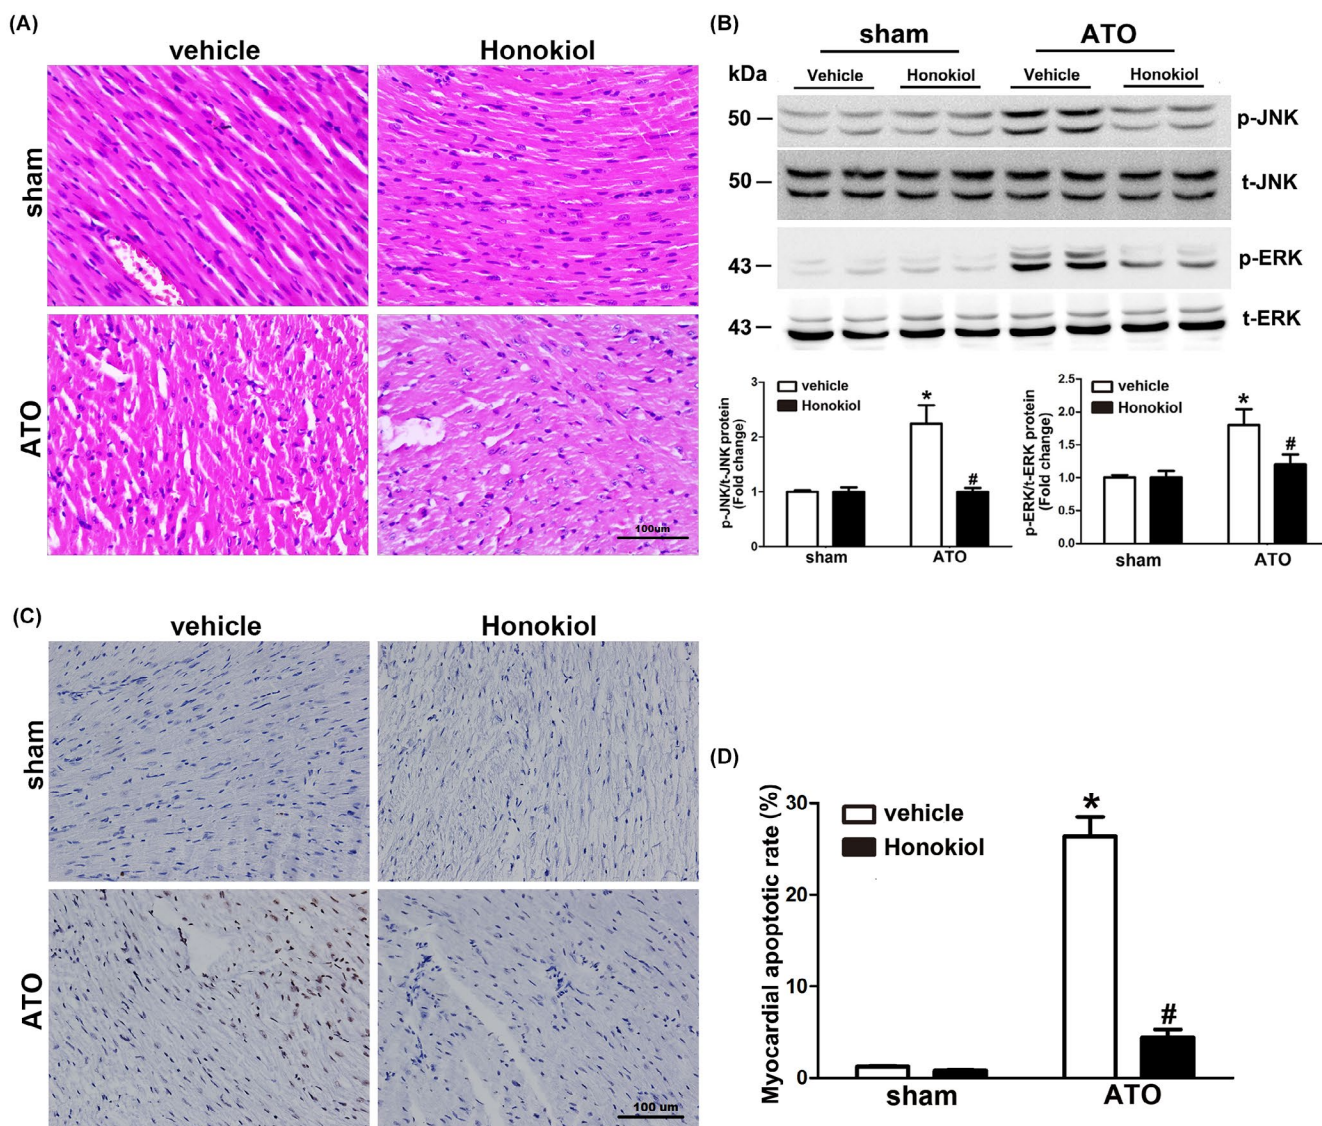 (A)
vehicle
Honokiol
sham
ATO
100um
(B)
sham
ATO
kDa
Vehicle
Honokiol
Vehicle
Honokiol
50
p-JNK
50
t-JNK
43
p-ERK
43
t-ERK
p-JNK/t-JNK protein
(Fold change)
2
1
0
vehicle
Honokiol
*
#
sham
ATO
p-ERK/t-ERK protein
(Fold change)
2.5
2.0
1.5
1.0
0.5
0.0
vehicle
Honokiol
*
#
sham
ATO
(C)
vehicle
Honokiol
sham
ATO
100 um
(D)
Myocardial apoptotic rate (%)
30
20
10
0
vehicle
Honokiol
*
#
sham
ATO